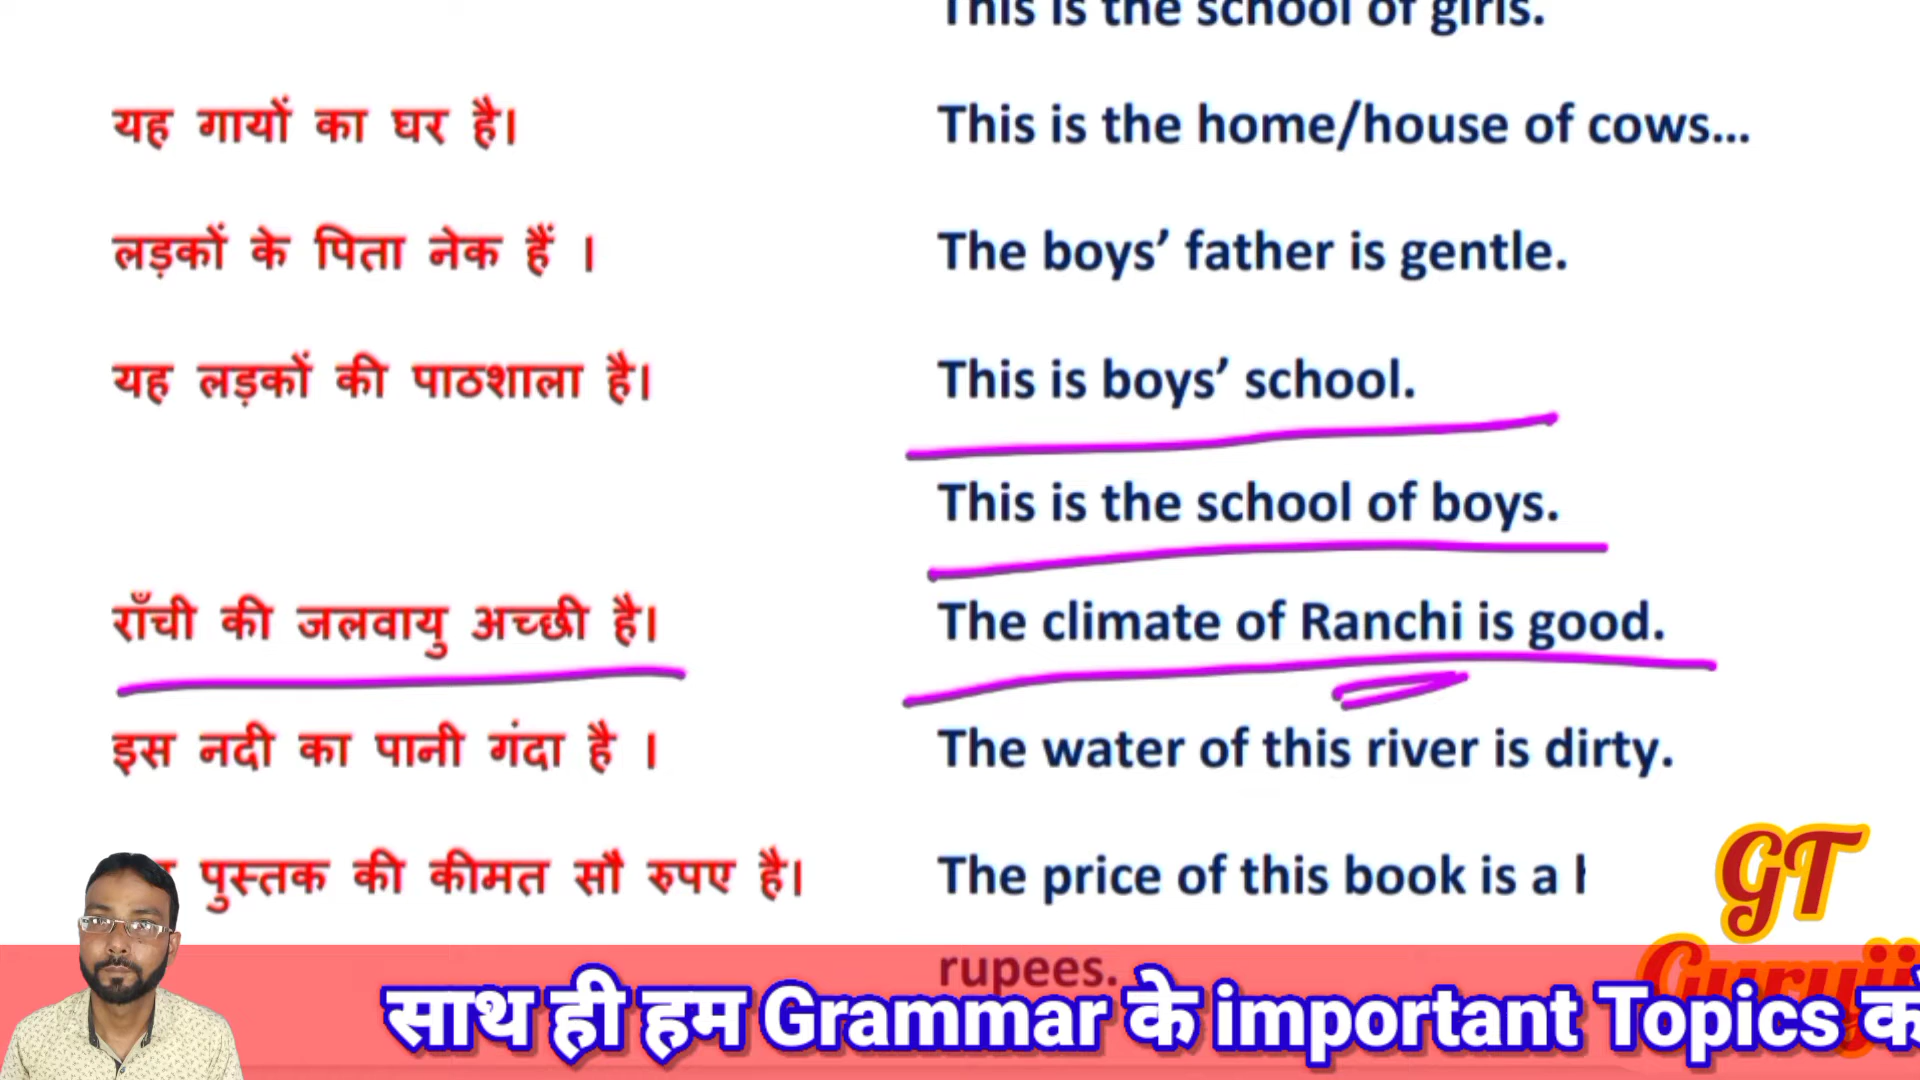 This is the school of girls.
यह गायों का घर है। This is the home/house of cows...
लड़कों के पिता नेक हैं । The boys’ father is gentle.
यह लड़कों की पाठशाला है। This is boys’ school.
This is the school of boys.
राँची की जलवायु अच्छी है। The climate of Ranchi is good.
इस नदी का पानी गंदा है । The water of this river is dirty.
पुस्तक की कीमत सौ रुपए है। The price of this book is a
GT
rupees.
Guruji
साथ ही हम Grammar के important Topics